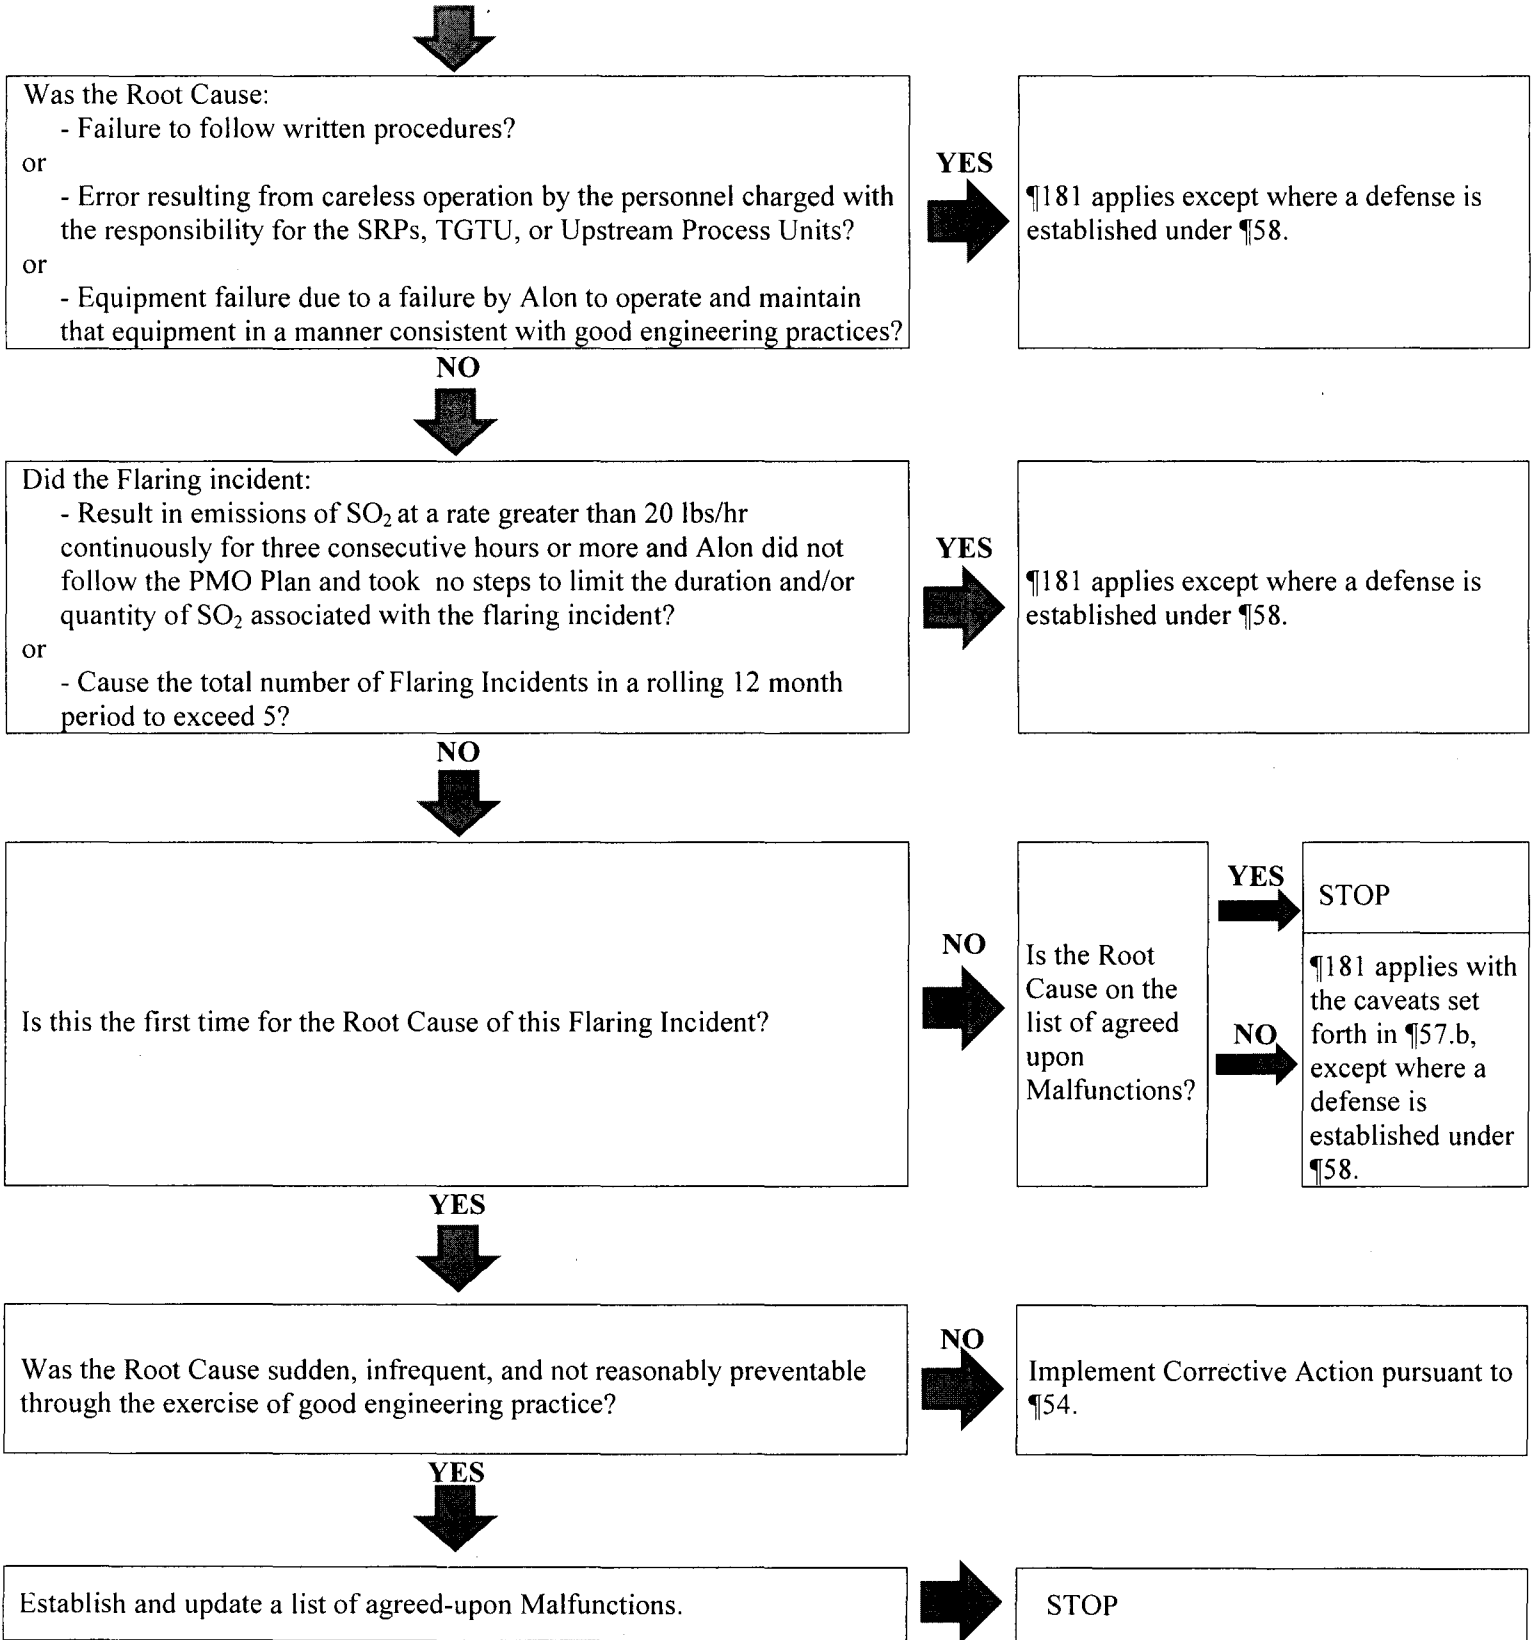 Was the Root Cause:
- Failure to follow written procedures?
or
- Error resulting from careless operation by the personnel charged with
the responsibility for the SRPs, TGTU, or Upstream Process Units?
or
- Equipment failure due to a failure by Alon to operate and maintain
that equipment in a manner consistent with good engineering practices?
YES
¶181 applies except where a defense is
established under ¶58.
NO
Did the Flaring incident:
- Result in emissions of SO₂ at a rate greater than 20 lbs/hr
continuously for three consecutive hours or more and Alon did not
follow the PMO Plan and took no steps to limit the duration and/or
quantity of SO₂ associated with the flaring incident?
or
- Cause the total number of Flaring Incidents in a rolling 12 month
period to exceed 5?
YES
¶181 applies except where a defense is
established under ¶58.
NO
Is this the first time for the Root Cause of this Flaring Incident?
NO
Is the Root
Cause on the
list of agreed
upon
Malfunctions?
YES
STOP
NO
¶181 applies with
the caveats set
forth in ¶57.b,
except where a
defense is
established under
¶58.
YES
Was the Root Cause sudden, infrequent, and not reasonably preventable
through the exercise of good engineering practice?
NO
Implement Corrective Action pursuant to
¶54.
YES
Establish and update a list of agreed-upon Malfunctions.
STOP